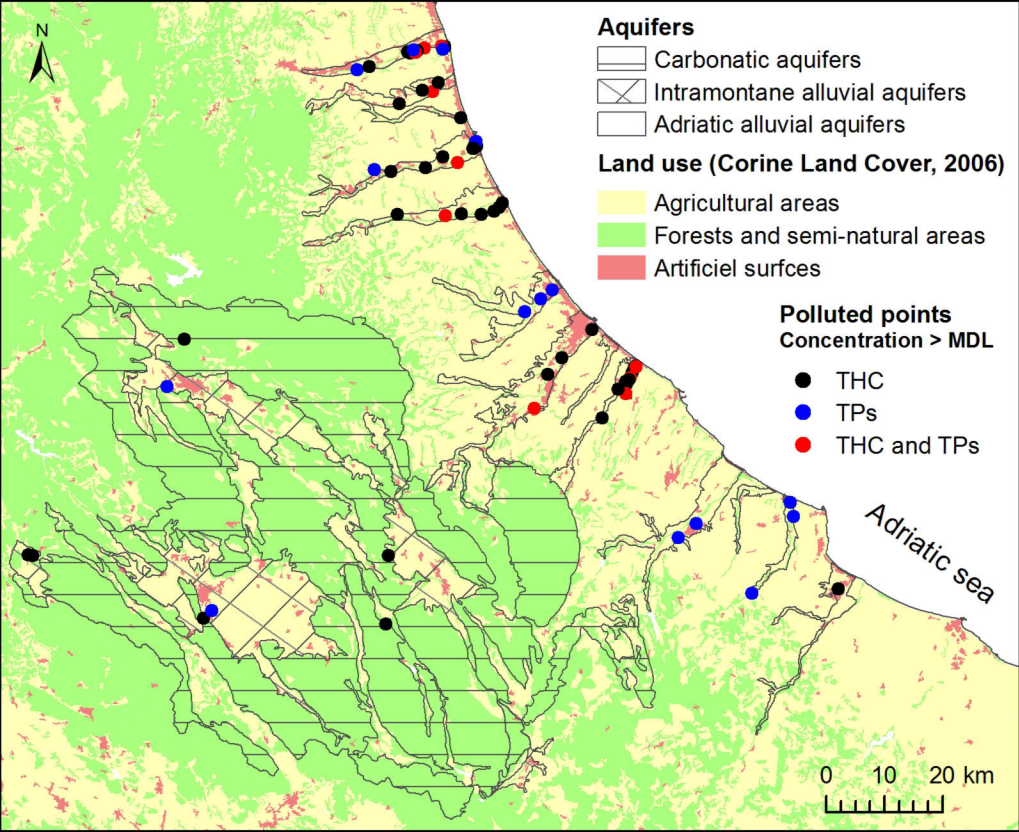 N
Aquifers
Carbonatic aquifers
Intramontane alluvial aquifers
Adriatic alluvial aquifers
Land use (Corine Land Cover, 2006)
Agricultural areas
Forests and semi-natural areas
Artificiel surfces
Polluted points
Concentration > MDL
THC
TPs
THC and TPs
Adriatic sea
0 10 20 km